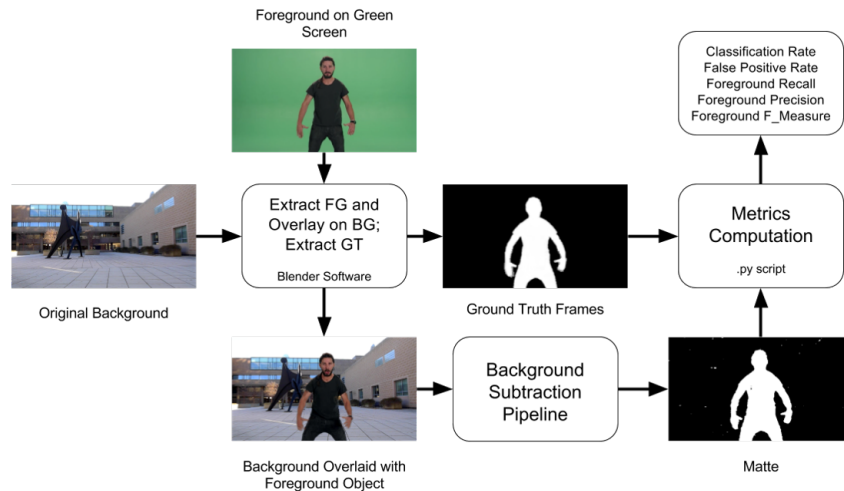 Foreground on Green
Screen
Classification Rate
False Positive Rate
Foreground Recall
Foreground Precision
Foreground F_Measure
Extract FG and
Overlay on BG;
Extract GT
Blender Software
Metrics
Computation
.py script
Original Background
Ground Truth Frames
Background
Subtraction
Pipeline
Background Overlaid with
Foreground Object
Matte